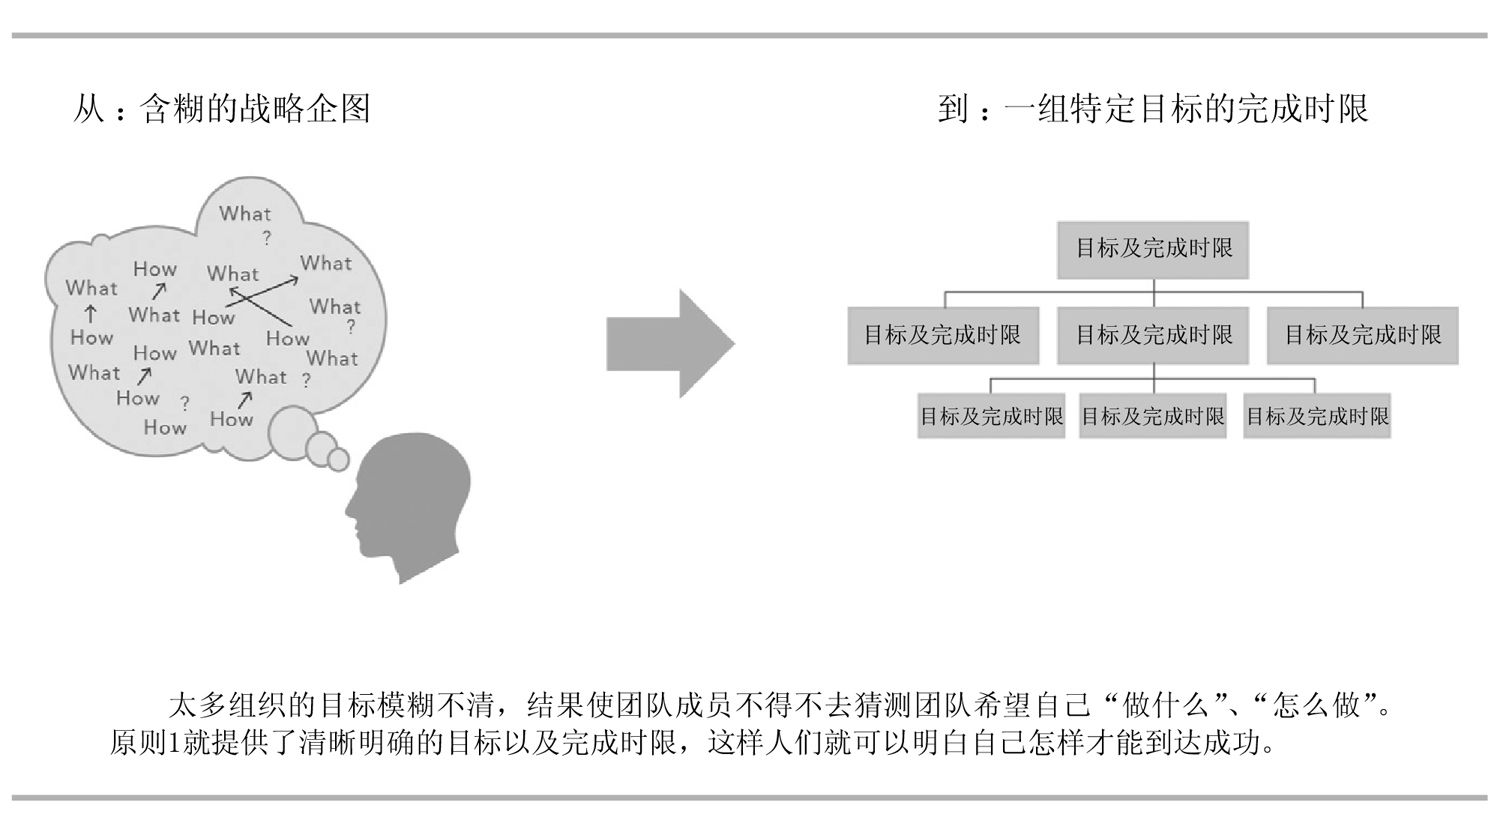 从：含糊的战略企图
到：一组特定目标的完成时限
What
?
How
What
What
What
What
What
?
How
How
How
What
How
What
What
How
What
?
How
?
How
How
目标及完成时限
目标及完成时限
目标及完成时限
目标及完成时限
目标及完成时限
目标及完成时限
目标及完成时限
太多组织的目标模糊不清，结果使团队成员不得不去猜测团队希望自己“做什么”、“怎么做”。
原则1就提供了清晰明确的目标以及完成时限，这样人们就可以明白自己怎样才能到达成功。